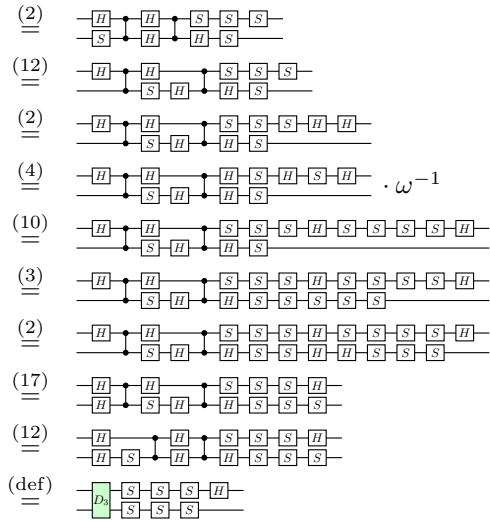 (2) H H S S S
= S H H S
(12) H H S S S
= S H H S
(2) H H S S S H H
= S H H S
(4) H H H S H S H
= S H H S · ω⁻¹
(10) H H S S S H S S S S H
= S H H S
(3) H H S S S H S S S S H
= S H H S S S S S
(2) H H S S S H S S S S H
= S H H S S H H S S S
(17) H H S S S H
= H S H H S S S
(12) H H S S S H
= H S H H S S S
(def) D₃ S S S H
= S S S